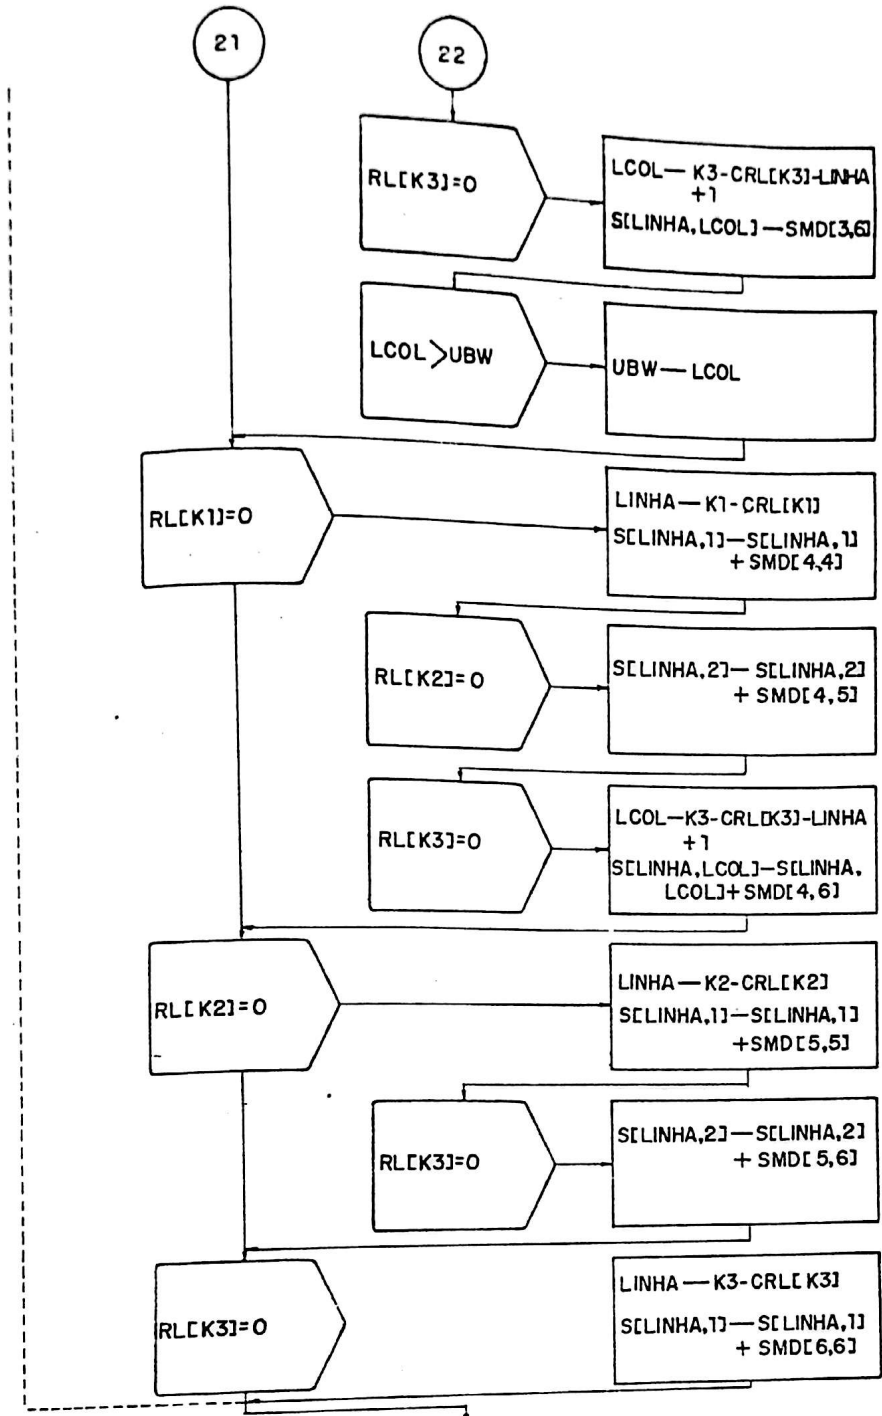 21
22
RL[K3]=0
LCOL — K3-CRL[K3]-LINHA
+1
S[LINHA,LCOL] — SMD[3,6]
LCOL > UBW
UBW — LCOL
RL[K1]=0
LINHA — K1-CRL[K1]
S[LINHA,1] — S[LINHA,1]
+ SMD[4,4]
RL[K2]=0
S[LINHA,2] — S[LINHA,2]
+ SMD[4,5]
RL[K3]=0
LCOL — K3-CRL[K3]-LINHA
+1
S[LINHA,LCOL] — S[LINHA,
LCOL]+SMD[4,6]
RL[K2]=0
LINHA — K2-CRL[K2]
S[LINHA,1] — S[LINHA,1]
+SMD[5,5]
RL[K3]=0
S[LINHA,2] — S[LINHA,2]
+ SMD[5,6]
RL[K3]=0
LINHA — K3-CRL[K3]
S[LINHA,1] — S[LINHA,1]
+ SMD[6,6]